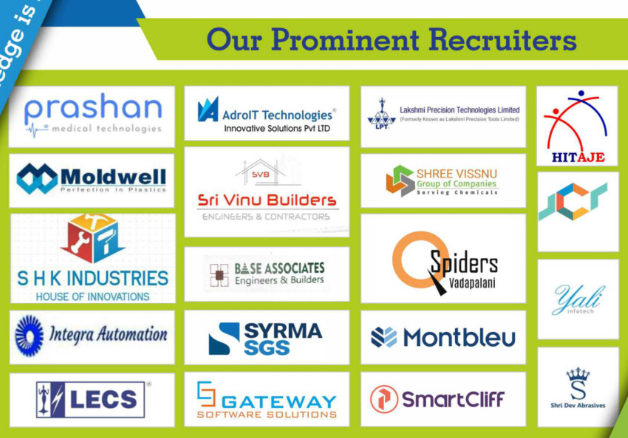 edge is
Our Prominent Recruiters
prashan
medical technologies
AdroIT Technologies®
Innovative Solutions Pvt LTD
LPT
Lakshmi Precision Technologies Limited
(Formerly Known as Lakshmi Precision Tools Limited)
HITAJE
Moldwell
Perfection in Plastics
SVB
Sri Vinu Builders
ENGINEERS & CONTRACTORS
SHREE VISSNU
Group of Companies
Serving Chemicals
SHK INDUSTRIES
HOUSE OF INNOVATIONS
BASE ASSOCIATES
Engineers & Builders
Spiders
Vadapalani
Yali
Infotech
Integra Automation
SYRMA
SGS
Montbleu
LECS®
GATEWAY
SOFTWARE SOLUTIONS
SmartCliff
S
Shri Dev Abrasives